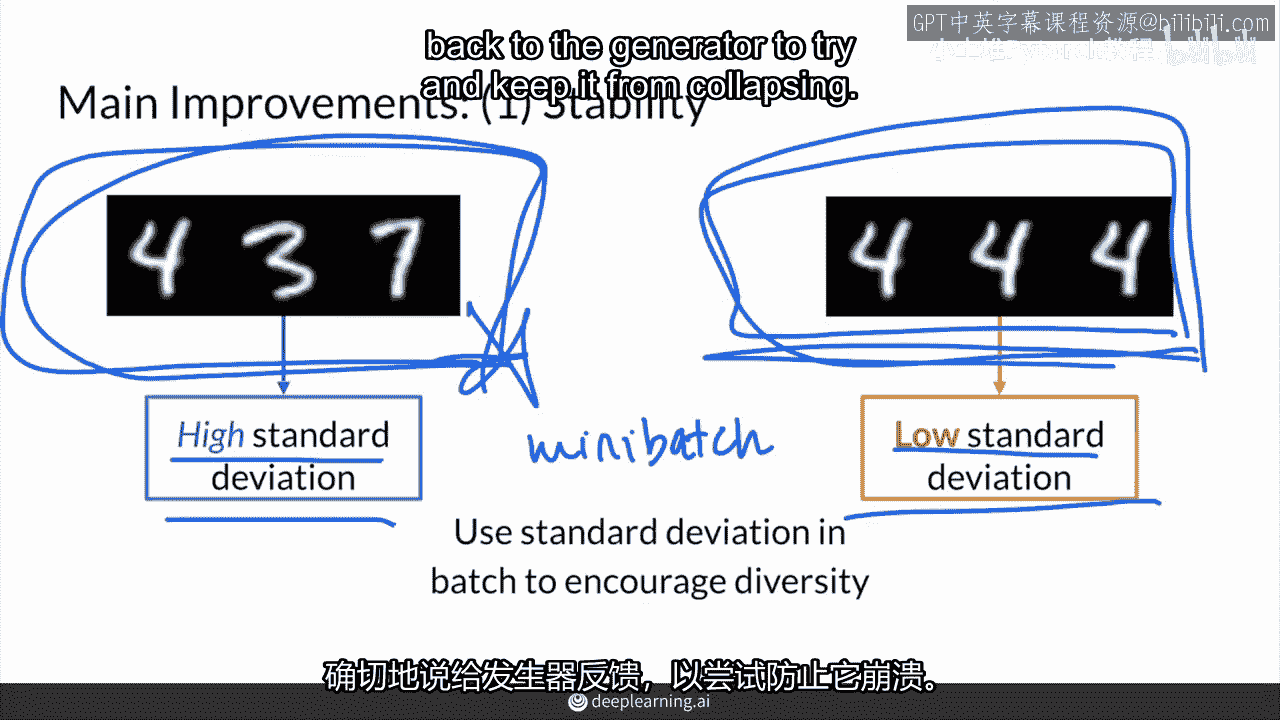 GPT中英字幕课程资源@bilibili.com
back to the generator to try
and keep it from collapsing.
Main Improvements: (1) Stability
4 3 7
4 4 4
High standard
deviation
minibatch
Low standard
deviation
Use standard deviation in
batch to encourage diversity
确切地说给发生器反馈，以尝试防止它崩溃。
deeplearning.ai